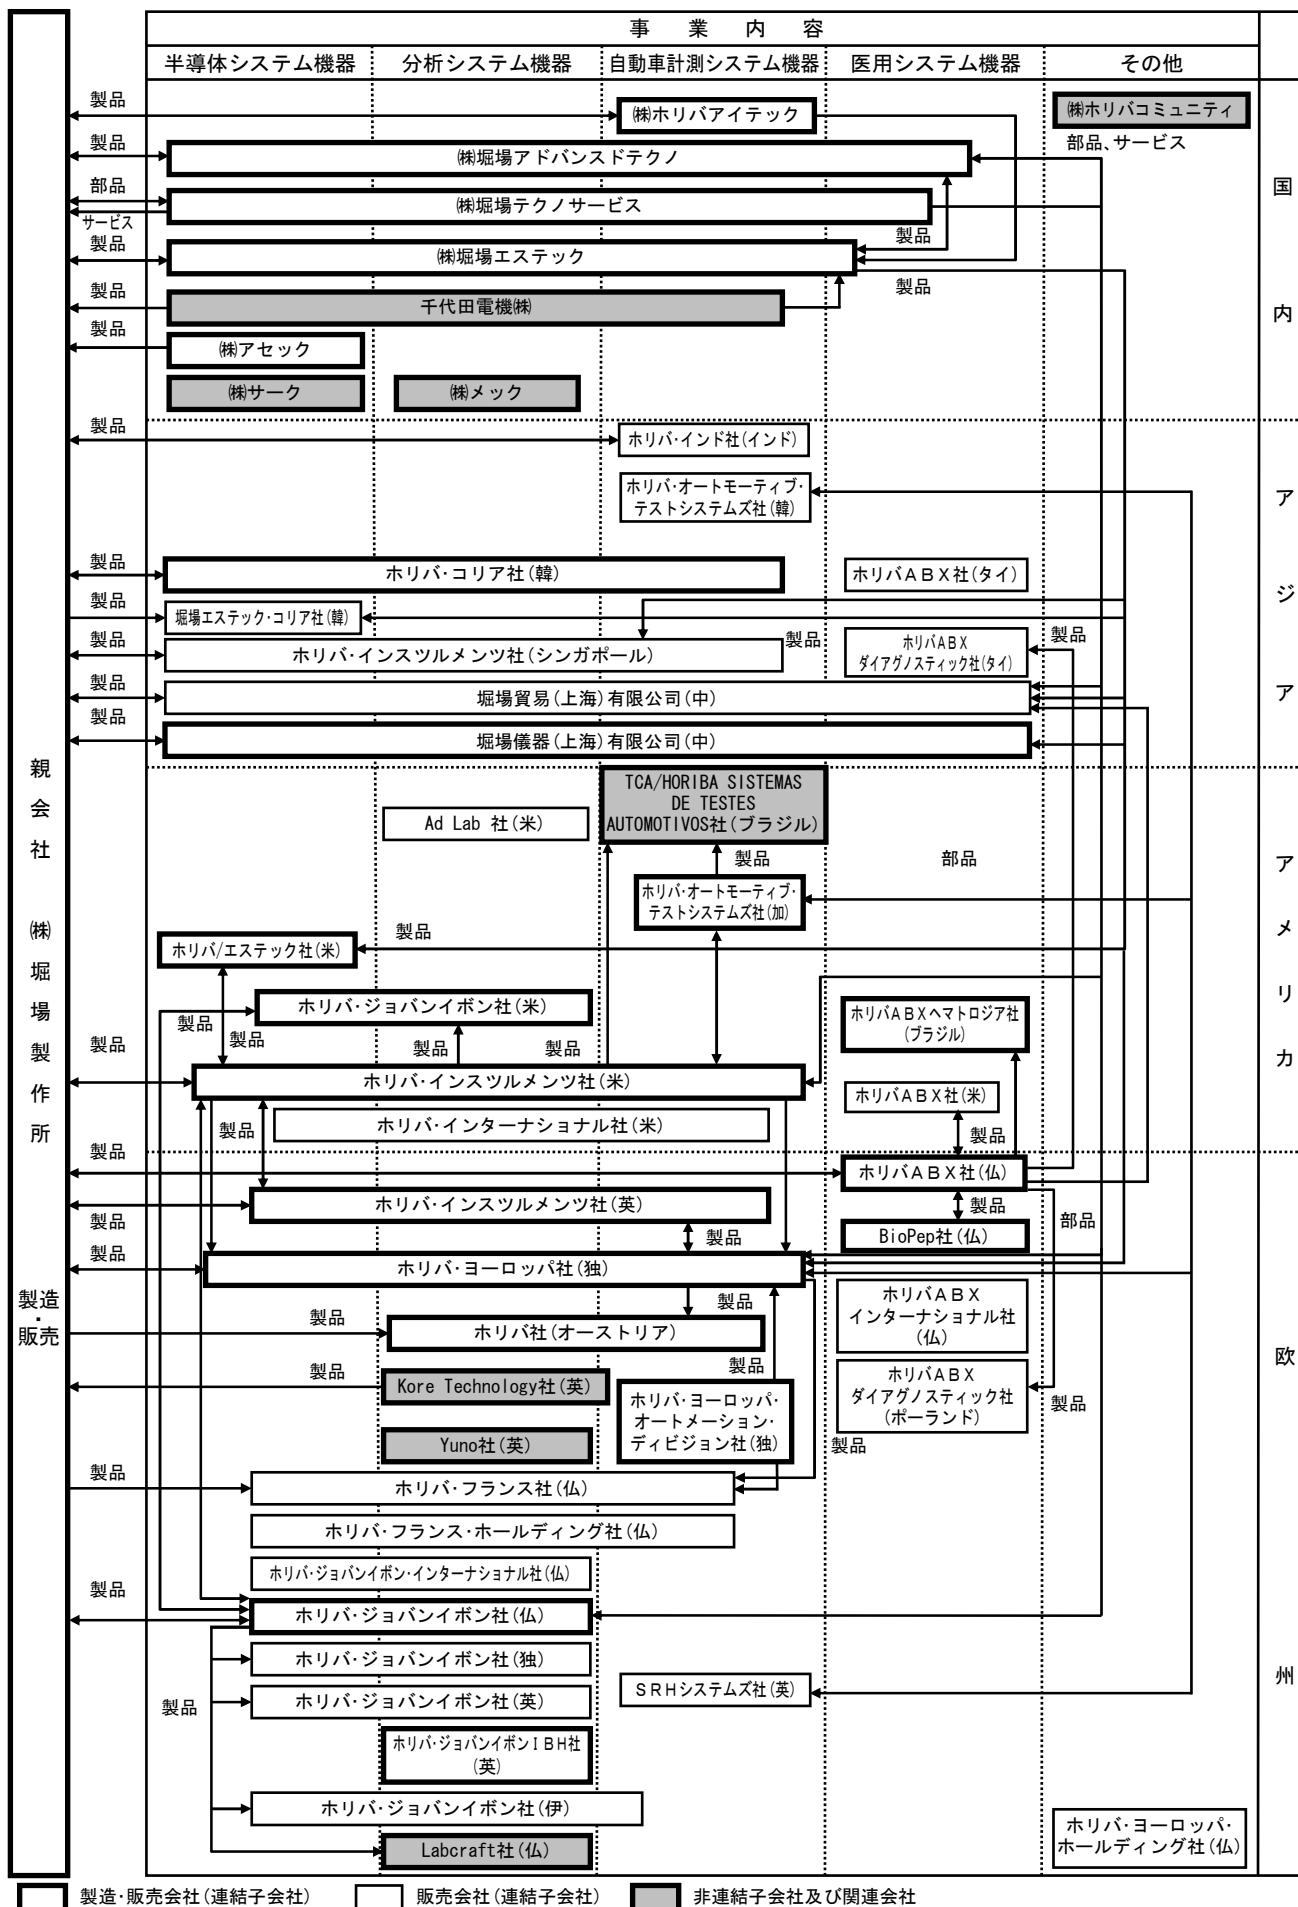 事業内容
半導体システム機器
分析システム機器
自動車計測システム機器
医用システム機器
その他
国内
製品
㈱ホリバアイテック
㈱ホリバコミュニティ
部品、サービス
製品
㈱堀場アドバンスドテクノ
部品
㈱堀場テクノサービス
サービス
製品
製品
㈱堀場エステック
製品
製品
千代田電機㈱
製品
㈱アセック
㈱サーク
㈱メック
アジア
製品
ホリバ・インド社(インド)
ホリバ・オートモーティブ・
テストシステムズ社(韓)
製品
ホリバ・コリア社(韓)
ホリバＡＢＸ社(タイ)
製品
堀場エステック・コリア社(韓)
製品
製品
製品
ホリバ・インスツルメンツ社(シンガポール)
ホリバABX
ダイアグノスティック社(タイ)
製品
堀場貿易(上海)有限公司(中)
製品
堀場儀器(上海)有限公司(中)
親会社
㈱堀場製作所
製造
・
販売
アメリカ
TCA/HORIBA SISTEMAS
DE TESTES
AUTOMOTIVOS社(ブラジル)
Ad Lab 社(米)
製品
部品
ホリバ・オートモーティブ・
テストシステムズ社(加)
製品
ホリバ/エステック社(米)
ホリバ・ジョバンイボン社(米)
ホリバＡＢＸヘマトロジア社
(ブラジル)
製品
製品
製品
製品
製品
ホリバ・インスツルメンツ社(米)
ホリバＡＢＸ社(米)
ホリバ・インターナショナル社(米)
製品
製品
欧州
製品
ホリバＡＢＸ社(仏)
ホリバ・インスツルメンツ社(英)
製品
部品
製品
製品
BioPep社(仏)
製品
ホリバ・ヨーロッパ社(独)
ホリバＡＢＸ
インターナショナル社
(仏)
製品
製品
ホリバ社(オーストリア)
製品
製品
Kore Technology社(英)
ホリバ・ヨーロッパ・
オートメーション・
ディビジョン社(独)
ホリバＡＢＸ
ダイアグノスティック社
(ポーランド)
製品
Yuno社(英)
製品
製品
ホリバ・フランス社(仏)
ホリバ・フランス・ホールディング社(仏)
ホリバ・ジョバンイボン・インターナショナル社(仏)
製品
ホリバ・ジョバンイボン社(仏)
ホリバ・ジョバンイボン社(独)
製品
ホリバ・ジョバンイボン社(英)
ＳＲＨシステムズ社(英)
ホリバ・ジョバンイボンＩＢＨ社
(英)
ホリバ・ジョバンイボン社(伊)
ホリバ・ヨーロッパ・
ホールディング社(仏)
Labcraft社(仏)
製造・販売会社(連結子会社)
販売会社(連結子会社)
非連結子会社及び関連会社